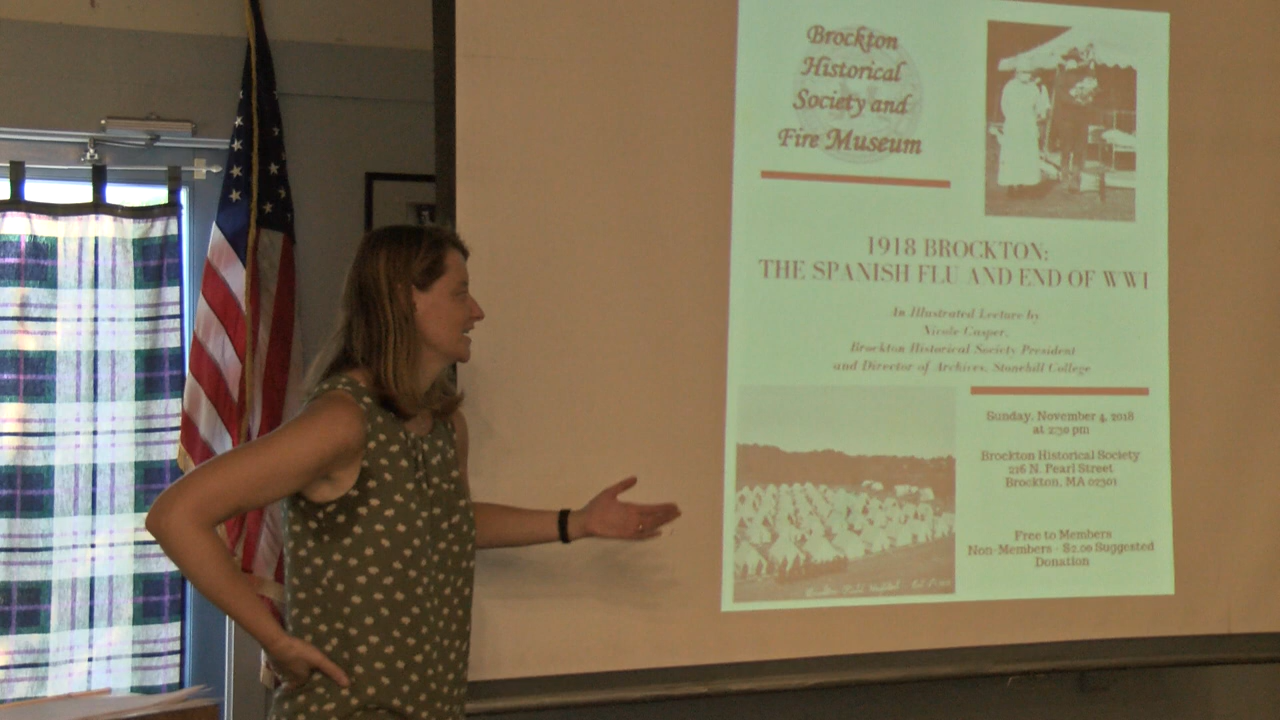 Brockton
Historical
Society and
Fire Museum
1918 BROCKTON:
THE SPANISH FLU AND END OF WWI
An Illustrated Lecture by
Nicole Casper,
Brockton Historical Society President
and Director of Archives, Stonehill College
Sunday, November 4, 2018
at 2:30 pm
Brockton Historical Society
216 N. Pearl Street
Brockton, MA 02301
Free to Members
Non-Members - $2.00 Suggested
Donation